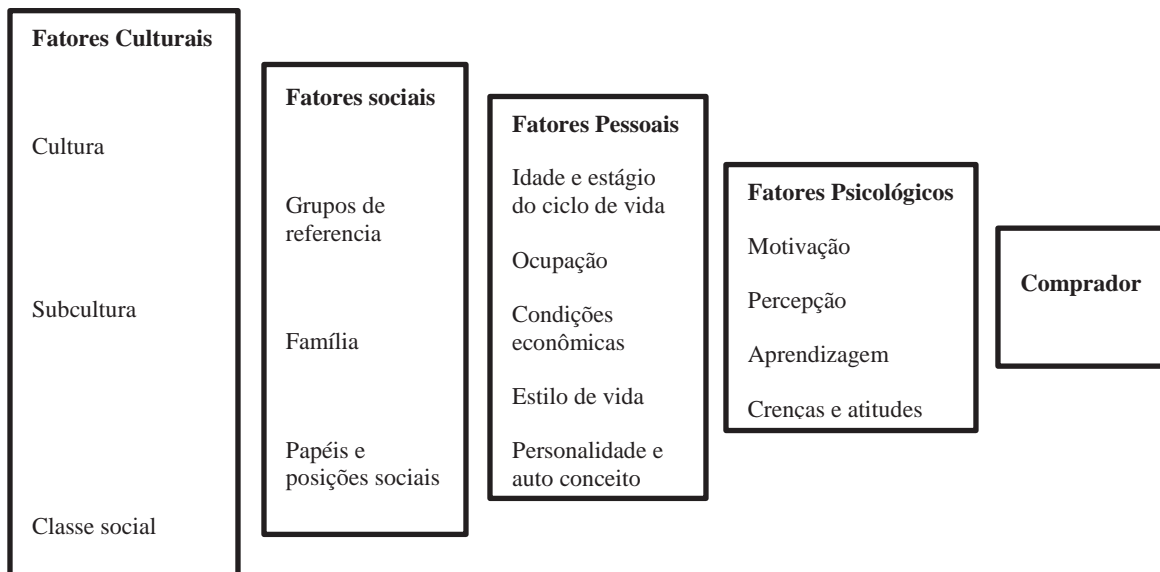 Fatores Culturais
Cultura
Subcultura
Classe social
Fatores sociais
Grupos de
referencia
Família
Papéis e
posições sociais
Fatores Pessoais
Idade e estágio
do ciclo de vida
Ocupação
Condições
econômicas
Estilo de vida
Personalidade e
auto conceito
Fatores Psicológicos
Motivação
Percepção
Aprendizagem
Crenças e atitudes
Comprador